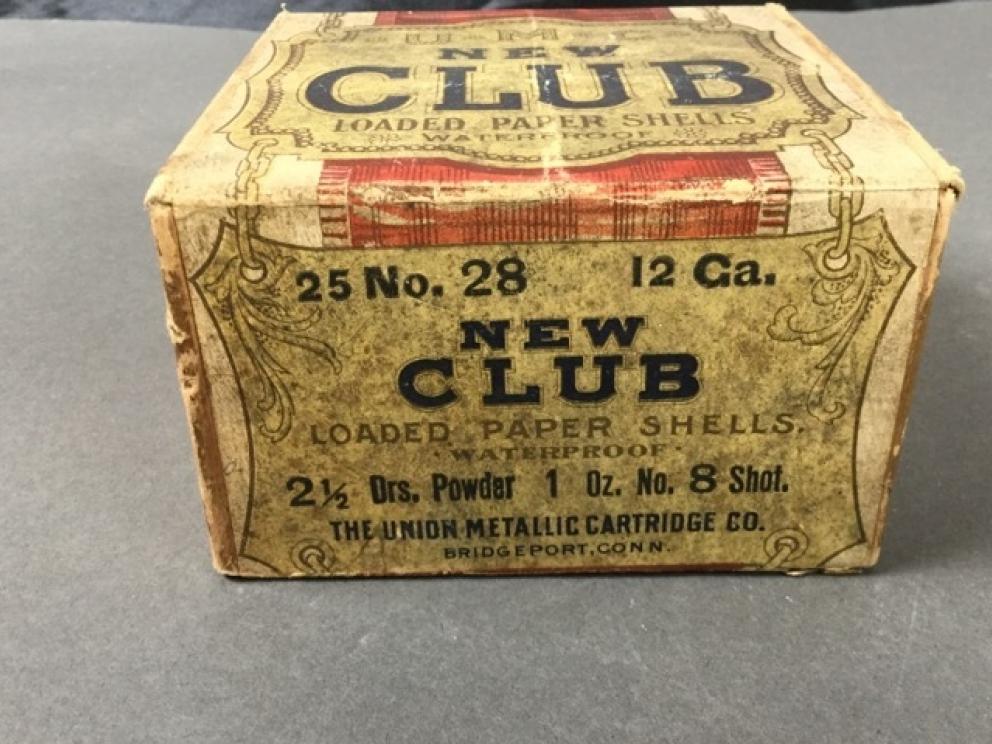 U·M·C
NEW
CLUB
LOADED PAPER SHELLS
WATERPROOF
25 No. 28 12 Ga.
NEW
CLUB
LOADED PAPER SHELLS.
·WATERPROOF·
2½ Drs. Powder 1 Oz. No. 8 Shot.
THE UNION METALLIC CARTRIDGE CO.
BRIDGEPORT, CONN.